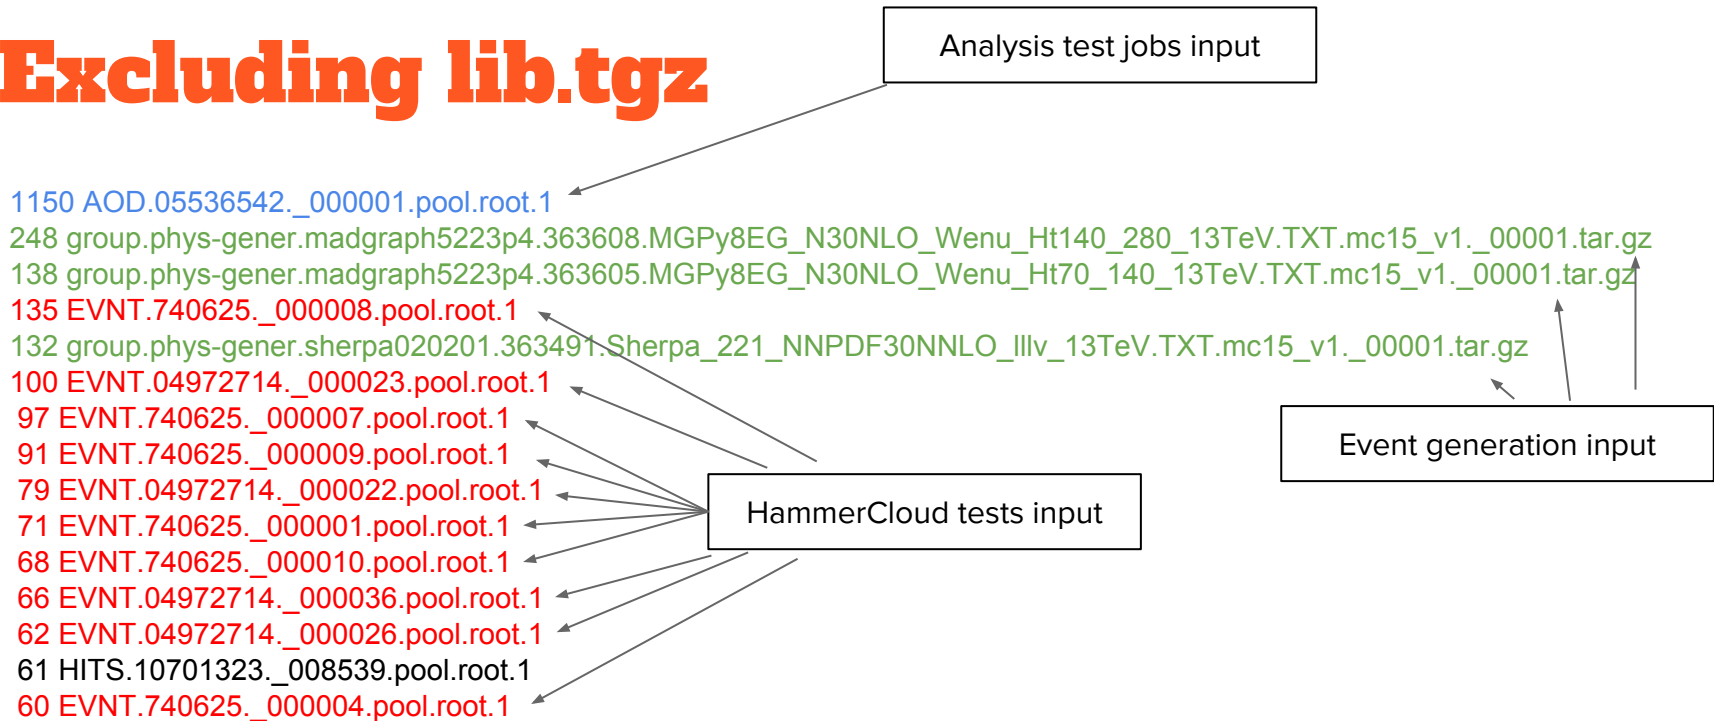 Excluding lib.tgz
Analysis test jobs input
1150 AOD.05536542._000001.pool.root.1
248 group.phys-gener.madgraph5223p4.363608.MGPy8EG_N30NLO_Wenu_Ht140_280_13TeV.TXT.mc15_v1._00001.tar.gz
138 group.phys-gener.madgraph5223p4.363605.MGPy8EG_N30NLO_Wenu_Ht70_140_13TeV.TXT.mc15_v1._00001.tar.gz
135 EVNT.740625._000008.pool.root.1
132 group.phys-gener.sherpa020201.363491.Sherpa_221_NNPDF30NNLO_lllv_13TeV.TXT.mc15_v1._00001.tar.gz
100 EVNT.04972714._000023.pool.root.1
97 EVNT.740625._000007.pool.root.1
91 EVNT.740625._000009.pool.root.1
79 EVNT.04972714._000022.pool.root.1
71 EVNT.740625._000001.pool.root.1
68 EVNT.740625._000010.pool.root.1
66 EVNT.04972714._000036.pool.root.1
62 EVNT.04972714._000026.pool.root.1
61 HITS.10701323._008539.pool.root.1
60 EVNT.740625._000004.pool.root.1
Event generation input
HammerCloud tests input